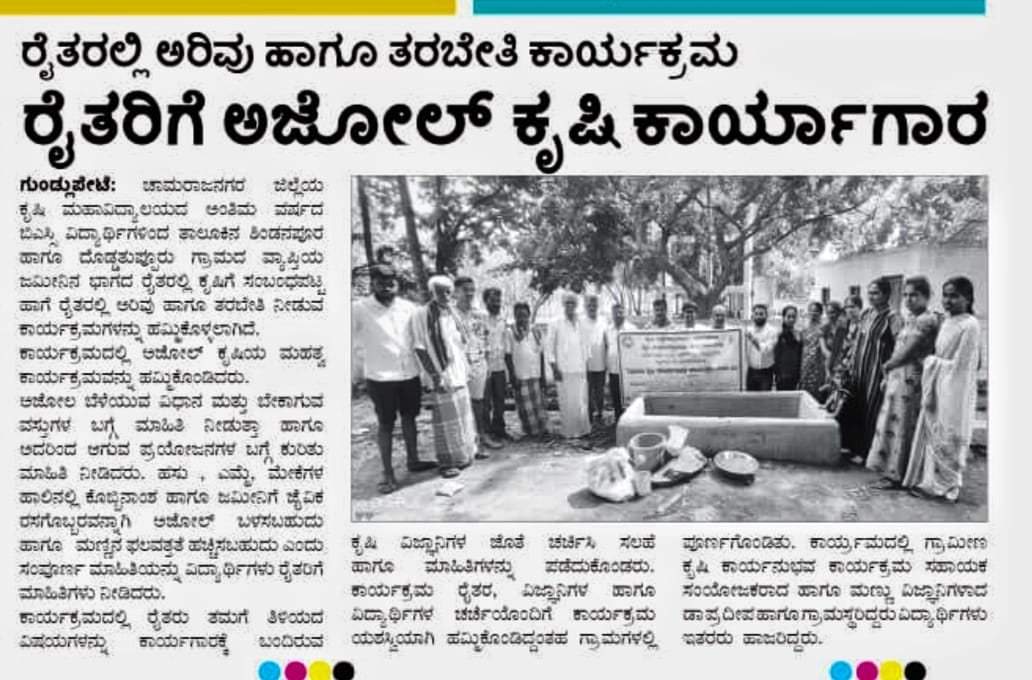 ರೈತರಲ್ಲಿ ಅರಿವು ಹಾಗೂ ತರಬೇತಿ ಕಾರ್ಯಕ್ರಮ
ರೈತರಿಗೆ ಅಜೋಲ್ ಕೃಷಿ ಕಾರ್ಯಾಗಾರ
ಗುಂಡ್ಲುಪೇಟೆ: ಚಾಮರಾಜನಗರ ಜಿಲ್ಲೆಯ
ಕೃಷಿ ಮಹಾವಿದ್ಯಾಲಯದ ಅಂತಿಮ ವರ್ಷದ
ಬಿಎಸ್ಸಿ ವಿದ್ಯಾರ್ಥಿಗಳಿಂದ ತಾಲೂಕಿನ ಶಿಂಡನಪೂರ
ಹಾಗೂ ದೊಡ್ಡತುಪ್ಪೂರು ಗ್ರಾಮದ ವ್ಯಾಪ್ತಿಯ
ಜಮೀನಿನ ಭಾಗದ ರೈತರಲ್ಲಿ ಕೃಷಿಗೆ ಸಂಬಂಧಪಟ್ಟ
ಹಾಗೆ ರೈತರಲ್ಲಿ ಅರಿವು ಹಾಗೂ ತರಬೇತಿ ನೀಡುವ
ಕಾರ್ಯಕ್ರಮಗಳನ್ನು ಹಮ್ಮಿಕೊಳ್ಳಲಾಗಿದೆ.
ಕಾರ್ಯಕ್ರಮದಲ್ಲಿ ಅಜೋಲ್ ಕೃಷಿಯ ಮಹತ್ವ
ಕಾರ್ಯಕ್ರಮವನ್ನು ಹಮ್ಮಿಕೊಂಡಿದರು.
ಅಜೋಲ ಬೆಳೆಯುವ ವಿಧಾನ ಮತ್ತು ಬೇಕಾಗುವ
ವಸ್ತುಗಳ ಬಗ್ಗೆ ಮಾಹಿತಿ ನೀಡುತ್ತಾ ಹಾಗೂ
ಅದರಿಂದ ಆಗುವ ಪ್ರಯೋಜನಗಳ ಬಗ್ಗೆ ಕುರಿತು
ಮಾಹಿತಿ ನೀಡಿದರು. ಹಸು , ಎಮ್ಮೆ, ಮೇಕೆಗಳ
ಹಾಲಿನಲ್ಲಿ ಕೊಬ್ಬಿನಾಂಶ ಹಾಗೂ ಜಮೀನಿಗೆ ಜೈವಿಕ
ರಸಗೊಬ್ಬರವನ್ನಾಗಿ ಅಜೋಲ್ ಬಳಸಬಹುದು
ಹಾಗೂ ಮಣ್ಣಿನ ಫಲವತ್ತತೆ ಹಚ್ಚಿಸಬಹುದು ಎಂದು
ಸಂಪೂರ್ಣ ಮಾಹಿತಿಯನ್ನು ವಿದ್ಯಾರ್ಥಿಗಳು ರೈತರಿಗೆ
ಮಾಹಿತಿಗಳು ನೀಡಿದರು.
ಕಾರ್ಯಕ್ರಮದಲ್ಲಿ ರೈತರು ತಮಗೆ ತಿಳಿಯದ
ವಿಷಯಗಳನ್ನು ಕಾರ್ಯಗಾರಕ್ಕೆ ಬಂದಿರುವ
ಕೃಷಿ ವಿಜ್ಞಾನಿಗಳ ಜೊತೆ ಚರ್ಚಿಸಿ ಸಲಹೆ
ಹಾಗೂ ಮಾಹಿತಿಗಳನ್ನು ಪಡೆದುಕೊಂಡರು.
ಕಾರ್ಯಕ್ರಮ ರೈತರ, ವಿಜ್ಞಾನಿಗಳ ಹಾಗೂ
ವಿದ್ಯಾರ್ಥಿಗಳ ಚರ್ಚೆಯೊಂದಿಗೆ ಕಾರ್ಯಕ್ರಮ
ಯಶಸ್ವಿಯಾಗಿ ಹಮ್ಮಿಕೊಂಡಿದ್ದಂತಹ ಗ್ರಾಮಗಳಲ್ಲಿ
ಪೂರ್ಣಗೊಂಡಿತು. ಕಾರ್ಯ್ರಮದಲ್ಲಿ ಗ್ರಾಮೀಣ
ಕೃಷಿ ಕಾರ್ಯನುಭವ ಕಾರ್ಯಕ್ರಮ ಸಹಾಯಕ
ಸಂಯೋಜಕರಾದ ಹಾಗೂ ಮಣ್ಣು ವಿಜ್ಞಾನಿಗಳಾದ
ಡಾ ಪ್ರದೀಪ ಹಾಗೂ ಗ್ರಾಮಸ್ಥರಿದ್ದರು ವಿದ್ಯಾರ್ಥಿಗಳು
ಇತರರು ಹಾಜರಿದ್ದರು.